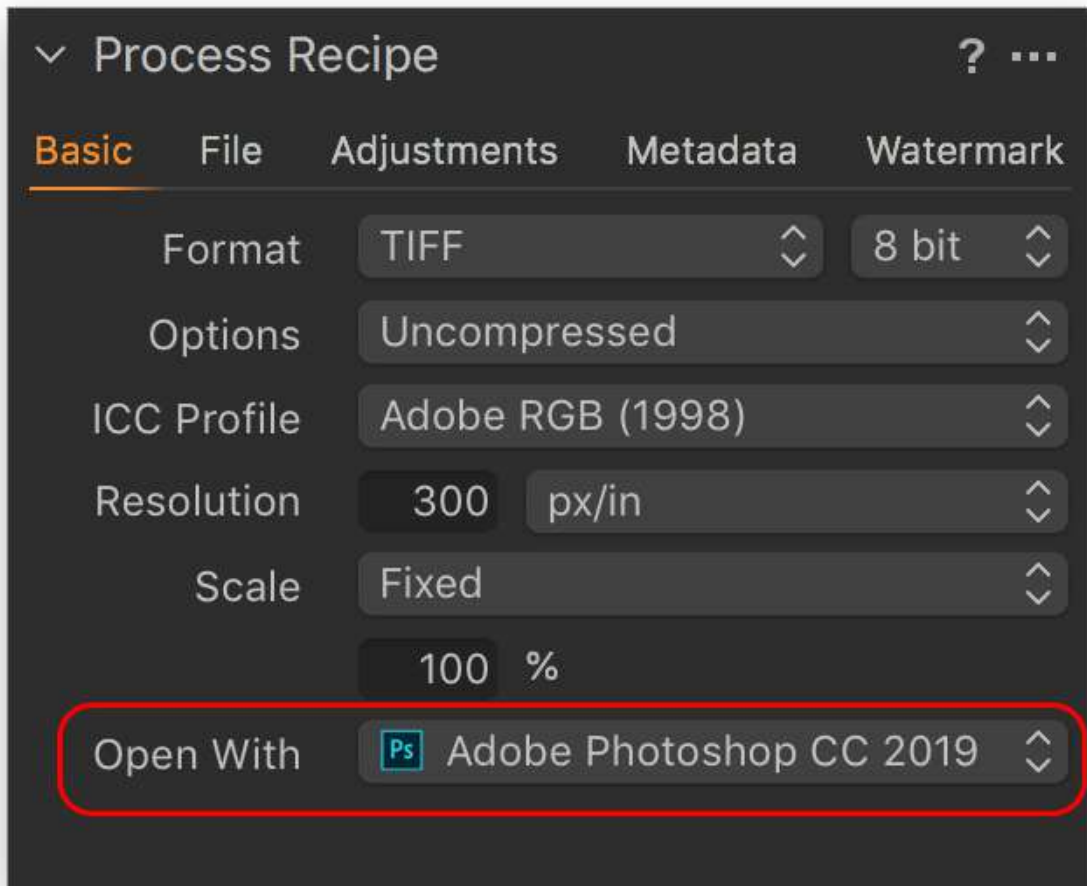 Process Recipe ? ...
Basic File Adjustments Metadata Watermark
Format TIFF 8 bit
Options Uncompressed
ICC Profile Adobe RGB (1998)
Resolution 300 px/in
Scale Fixed
100 %
Open With Ps Adobe Photoshop CC 2019